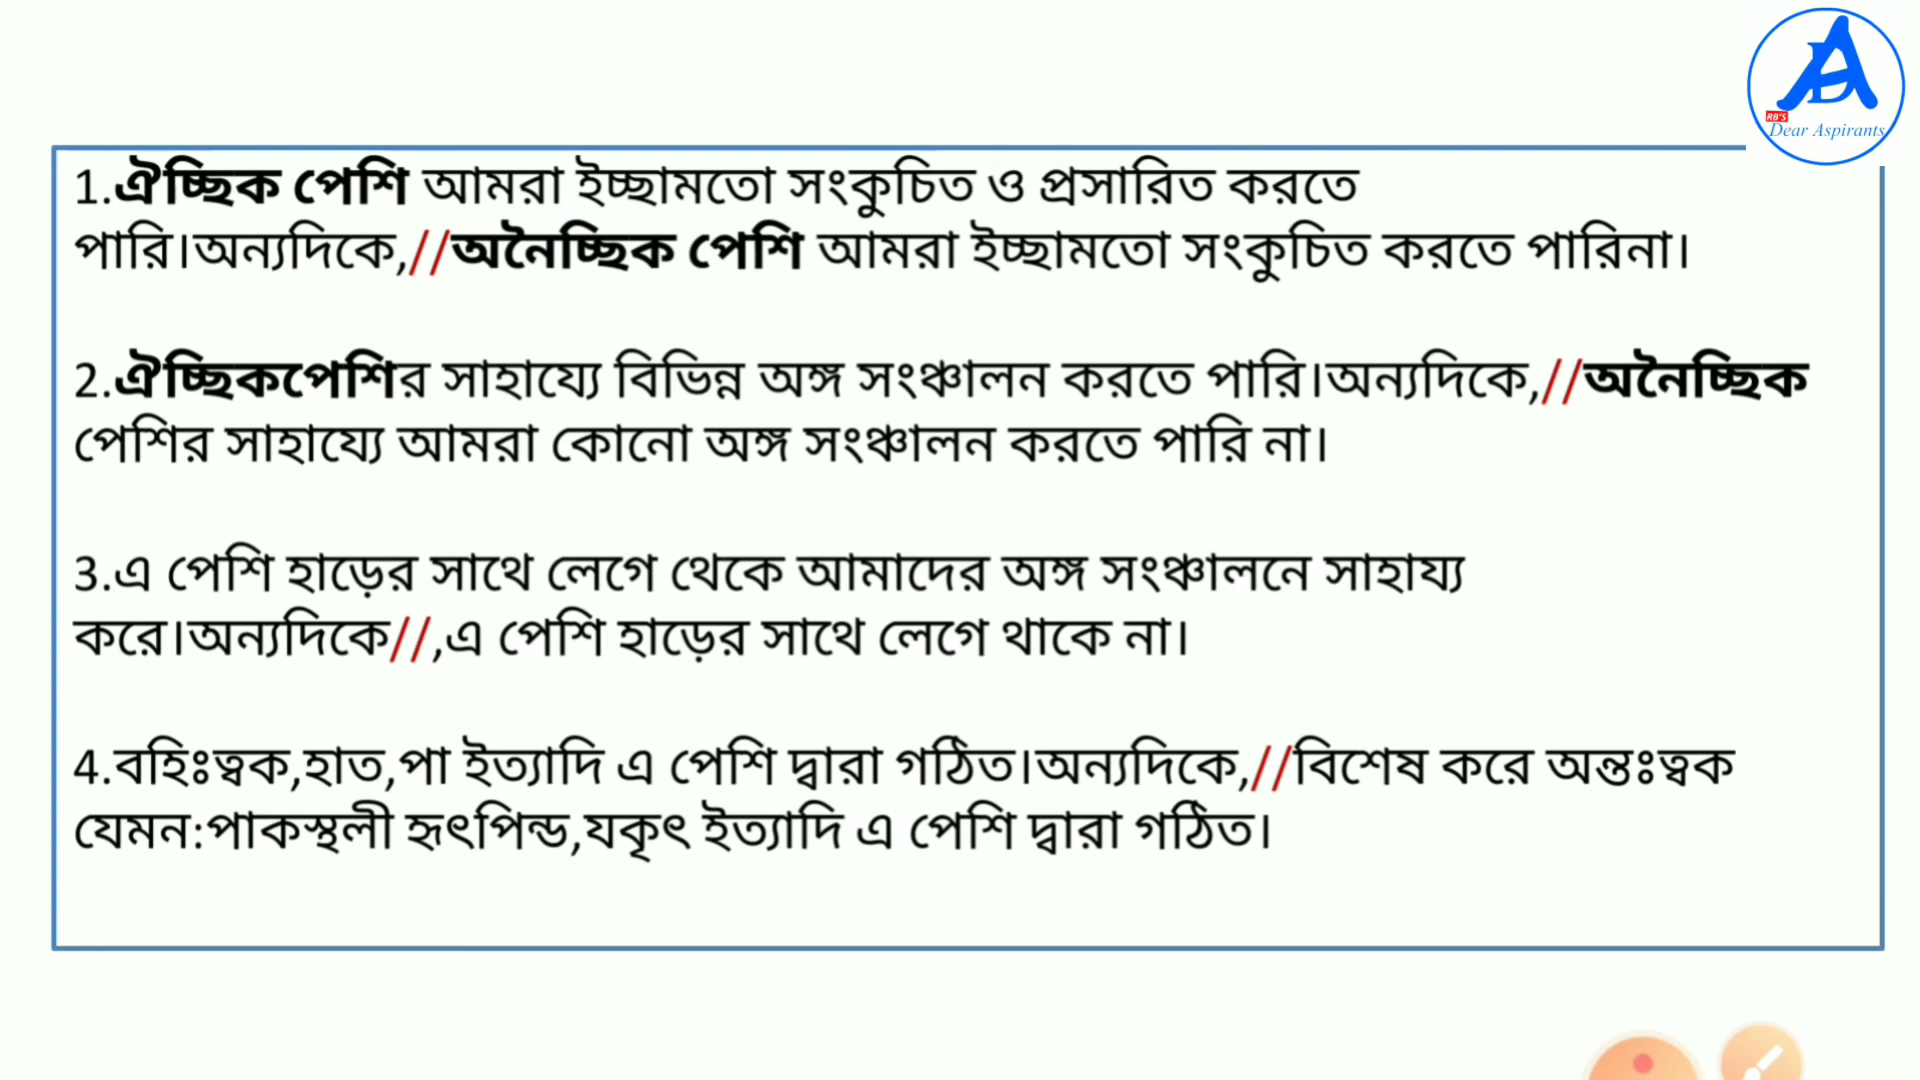 RB'S
Dear Aspirants
1.ঐচ্ছিক পেশি আমরা ইচ্ছামতো সংকুচিত ও প্রসারিত করতে
পারি।অন্যদিকে,//অনৈচ্ছিক পেশি আমরা ইচ্ছামতো সংকুচিত করতে পারিনা।
2.ঐচ্ছিকপেশির সাহায্যে বিভিন্ন অঙ্গ সংঞ্চালন করতে পারি।অন্যদিকে,//অনৈচ্ছিক
পেশির সাহায্যে আমরা কোনো অঙ্গ সংঞ্চালন করতে পারি না।
3.এ পেশি হাড়ের সাথে লেগে থেকে আমাদের অঙ্গ সংঞ্চালনে সাহায্য
করে।অন্যদিকে//,এ পেশি হাড়ের সাথে লেগে থাকে না।
4.বহিঃত্বক,হাত,পা ইত্যাদি এ পেশি দ্বারা গঠিত।অন্যদিকে,//বিশেষ করে অন্তঃত্বক
যেমন:পাকস্থলী হৃৎপিন্ড,যকৃৎ ইত্যাদি এ পেশি দ্বারা গঠিত।